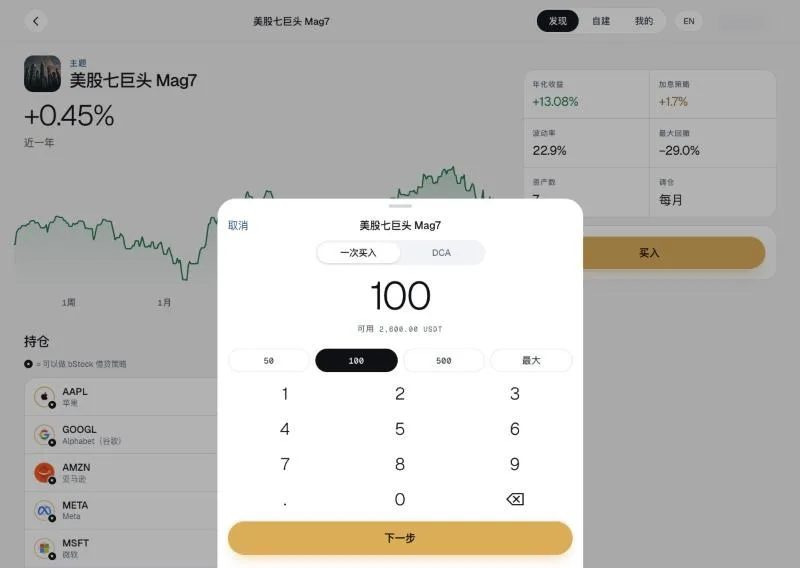 美股七巨头 Mag7
发现 自建 我的 EN
主题
美股七巨头 Mag7
+0.45%
近一年
年化收益 加息策略
+13.08% +1.7%
波动率 最大回撤
22.9% -29.0%
资产数 调仓
7 每月
买入
1周 1月
持仓
= 可以做 bStock 借贷策略
AAPL
苹果
GOOGL
Alphabet（谷歌）
AMZN
亚马逊
META
Meta
MSFT
微软
取消 美股七巨头 Mag7
一次买入 DCA
100
可用 2,600.00 USDT
50 100 500 最大
1 2 3
4 5 6
7 8 9
. 0
下一步